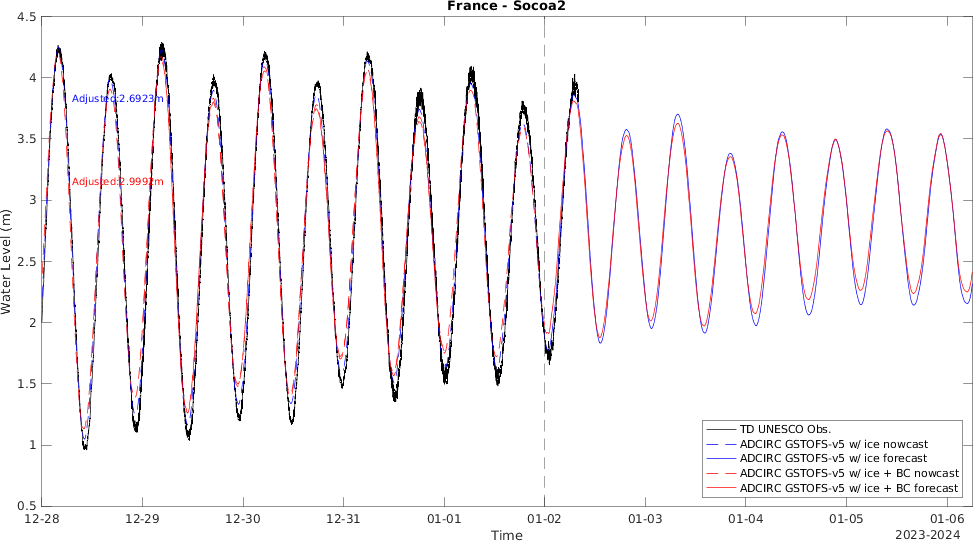 France - Socoa2
4.5
4
3.5
3
2.5
2
1.5
1
0.5
Water Level (m)
Adjusted:2.6923m
Adjusted:2.9992m
TD UNESCO Obs.
ADCIRC GSTOFS-v5 w/ ice nowcast
ADCIRC GSTOFS-v5 w/ ice forecast
ADCIRC GSTOFS-v5 w/ ice + BC nowcast
ADCIRC GSTOFS-v5 w/ ice + BC forecast
12-28 12-29 12-30 12-31 01-01 01-02 01-03 01-04 01-05 01-06
Time
2023-2024